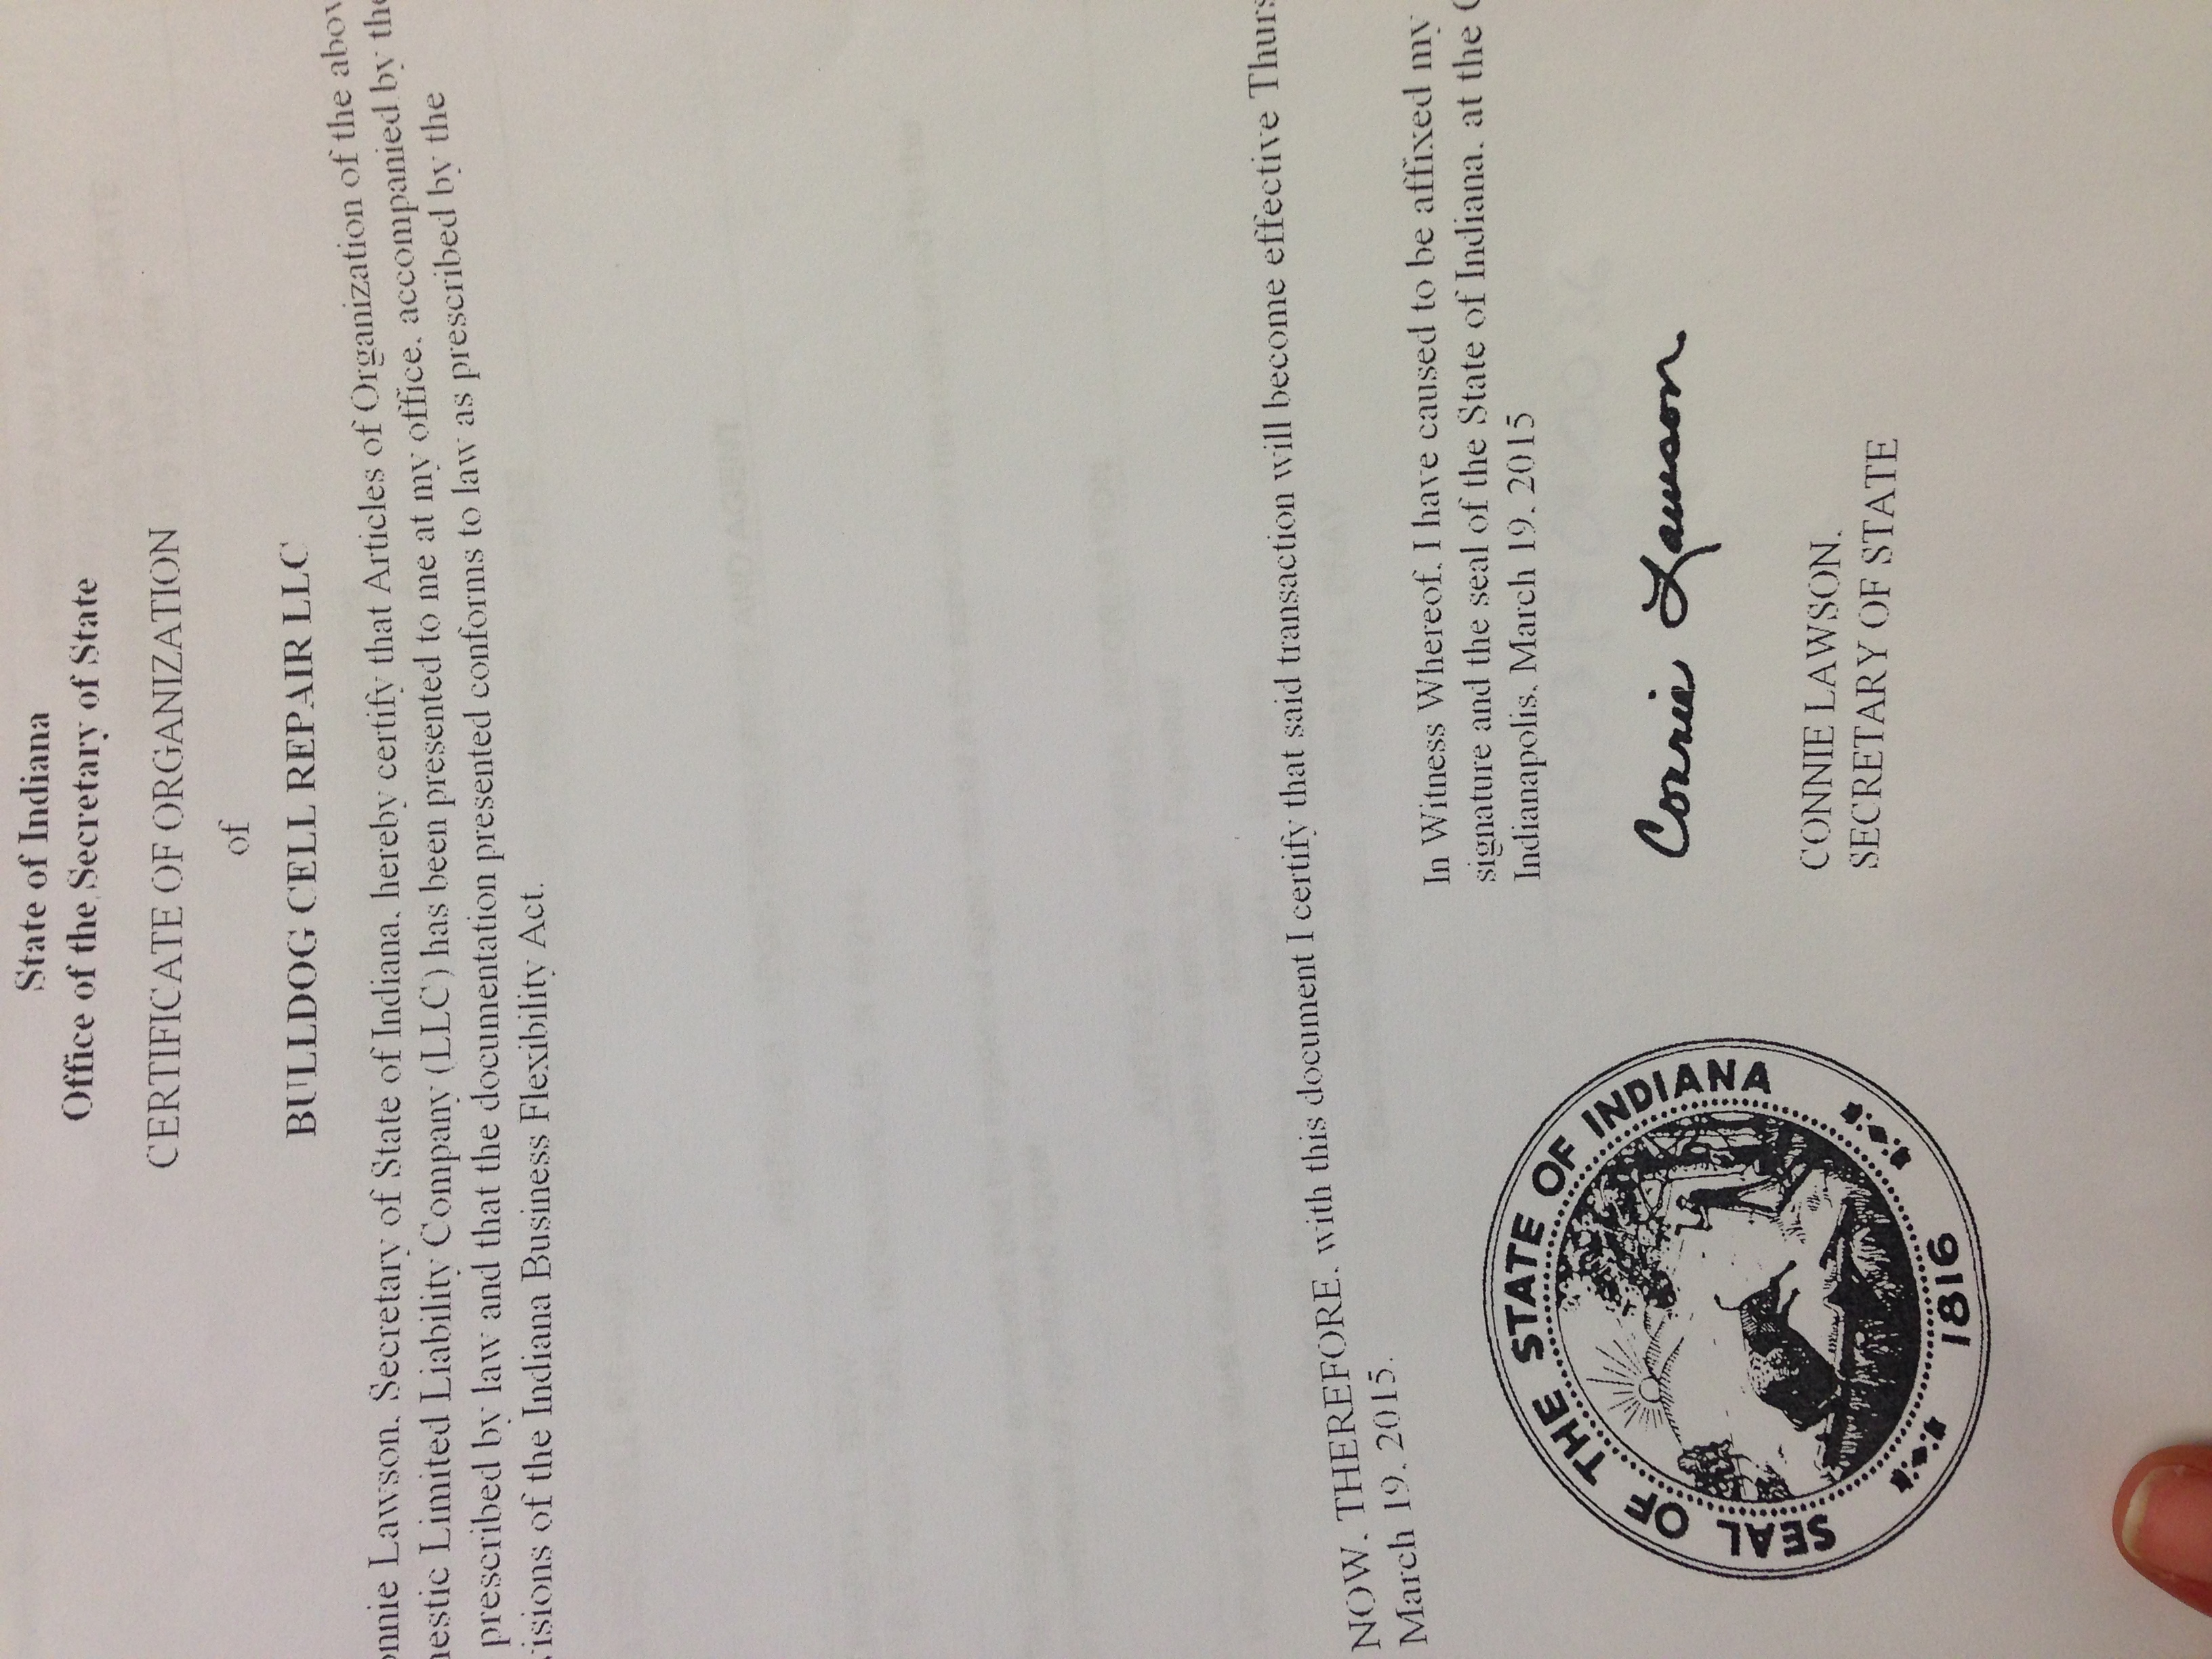 State of Indiana
Office of the Secretary of State
CERTIFICATE OF ORGANIZATION
of
BULLDOG CELL REPAIR LLC
onnie Lawson, Secretary of State of Indiana, hereby certify that Articles of Organization of the abov
nestic Limited Liability Company (LLC) has been presented to me at my office, accompanied by the
prescribed by law and that the documentation presented conforms to law as prescribed by the
visions of the Indiana Business Flexibility Act.
NOW, THEREFORE, with this document I certify that said transaction will become effective Thurs
March 19, 2015.
In Witness Whereof, I have caused to be affixed my
signature and the seal of the State of Indiana, at the C
Indianapolis, March 19, 2015
SEAL OF THE STATE OF INDIANA
1816
Connie Lawson
CONNIE LAWSON,
SECRETARY OF STATE